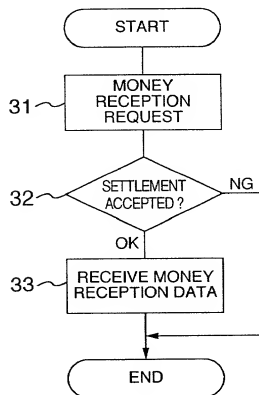 START
31
MONEY
RECEPTION
REQUEST
32
SETTLEMENT
ACCEPTED?
NG
OK
33
RECEIVE MONEY
RECEPTION DATA
END